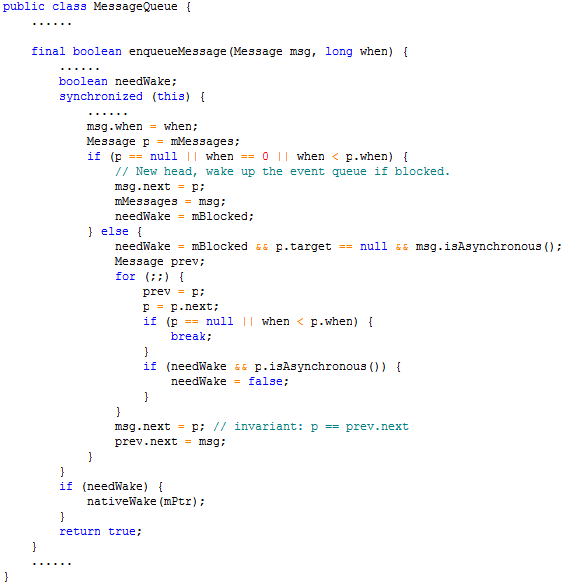 public class MessageQueue {
    ......

    final boolean enqueueMessage(Message msg, long when) {
        ......
        boolean needWake;
        synchronized (this) {
            ......
            msg.when = when;
            Message p = mMessages;
            if (p == null || when == 0 || when < p.when) {
                // New head, wake up the event queue if blocked.
                msg.next = p;
                mMessages = msg;
                needWake = mBlocked;
            } else {
                needWake = mBlocked && p.target == null && msg.isAsynchronous();
                Message prev;
                for (;;) {
                    prev = p;
                    p = p.next;
                    if (p == null || when < p.when) {
                        break;
                    }
                    if (needWake && p.isAsynchronous()) {
                        needWake = false;
                    }
                }
                msg.next = p; // invariant: p == prev.next
                prev.next = msg;
            }
        }
        if (needWake) {
            nativeWake(mPtr);
        }
        return true;
    }
    ......
}